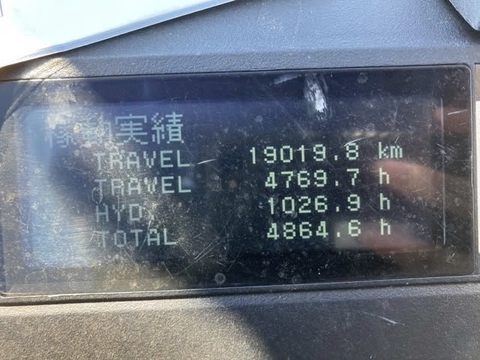 稼動実績
TRAVEL 19019.8 km
TRAVEL 4769.7 h
HYD 1026.9 h
TOTAL 4864.6 h